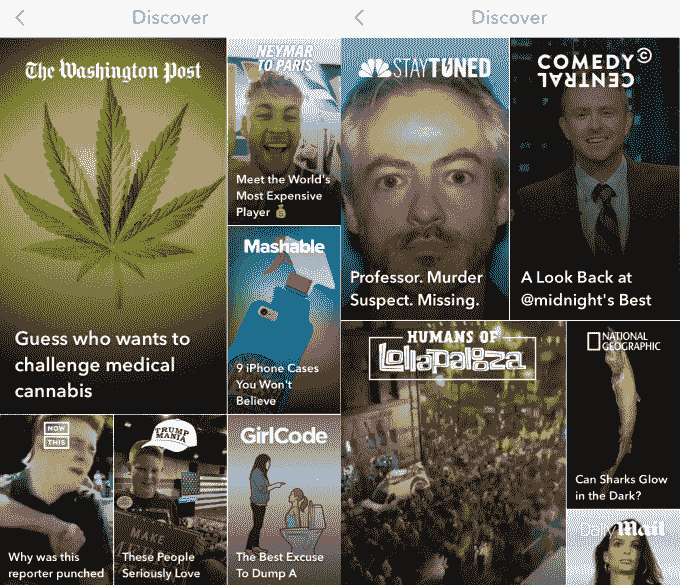 Discover
The Washington Post
Guess who wants to
challenge medical
cannabis
NEYMAR
TO PARIS
Meet the World's
Most Expensive
Player
Mashable
9 iPhone Cases
You Won't
Believe
NOW
THIS
Why was this
reporter punched
TRUMP
MANIA
MAKE
These People
Seriously Love
GirlCode
The Best Excuse
To Dump A
Discover
STAYTUNED
Professor. Murder
Suspect. Missing.
COMEDY
CENTRAL
A Look Back at
@midnight's Best
HUMANS OF
Lollapalooza
NATIONAL
GEOGRAPHIC
Can Sharks Glow
in the Dark?
Daily Mail